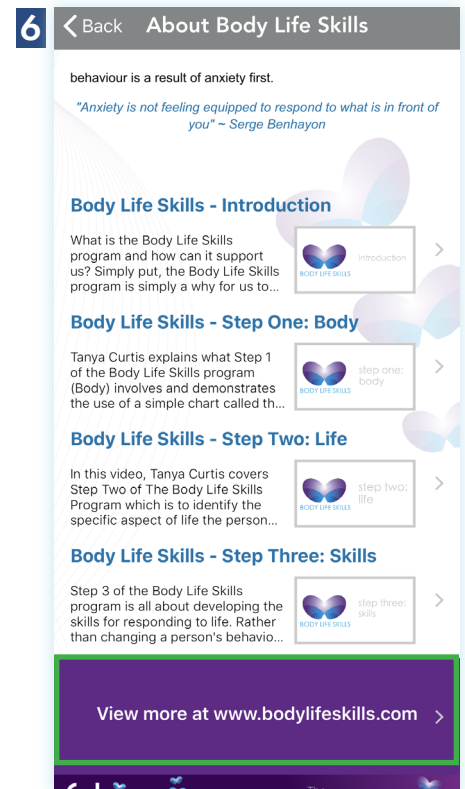 6
Back About Body Life Skills
behaviour is a result of anxiety first.
"Anxiety is not feeling equipped to respond to what is in front of
you" ~ Serge Benhayon
Body Life Skills - Introduction
What is the Body Life Skills
program and how can it support
us? Simply put, the Body Life Skills
program is simply a why for us to...
BODY LIFE SKILLS
introduction
Body Life Skills - Step One: Body
Tanya Curtis explains what Step 1
of the Body Life Skills program
(Body) involves and demonstrates
the use of a simple chart called th...
BODY LIFE SKILLS
step one:
body
Body Life Skills - Step Two: Life
In this video, Tanya Curtis covers
Step Two of The Body Life Skills
Program which is to identify the
specific aspect of life the person...
BODY LIFE SKILLS
step two:
life
Body Life Skills - Step Three: Skills
Step 3 of the Body Life Skills
program is all about developing the
skills for responding to life. Rather
than changing a person's behavio...
BODY LIFE SKILLS
step three:
skills
View more at www.bodylifeskills.com